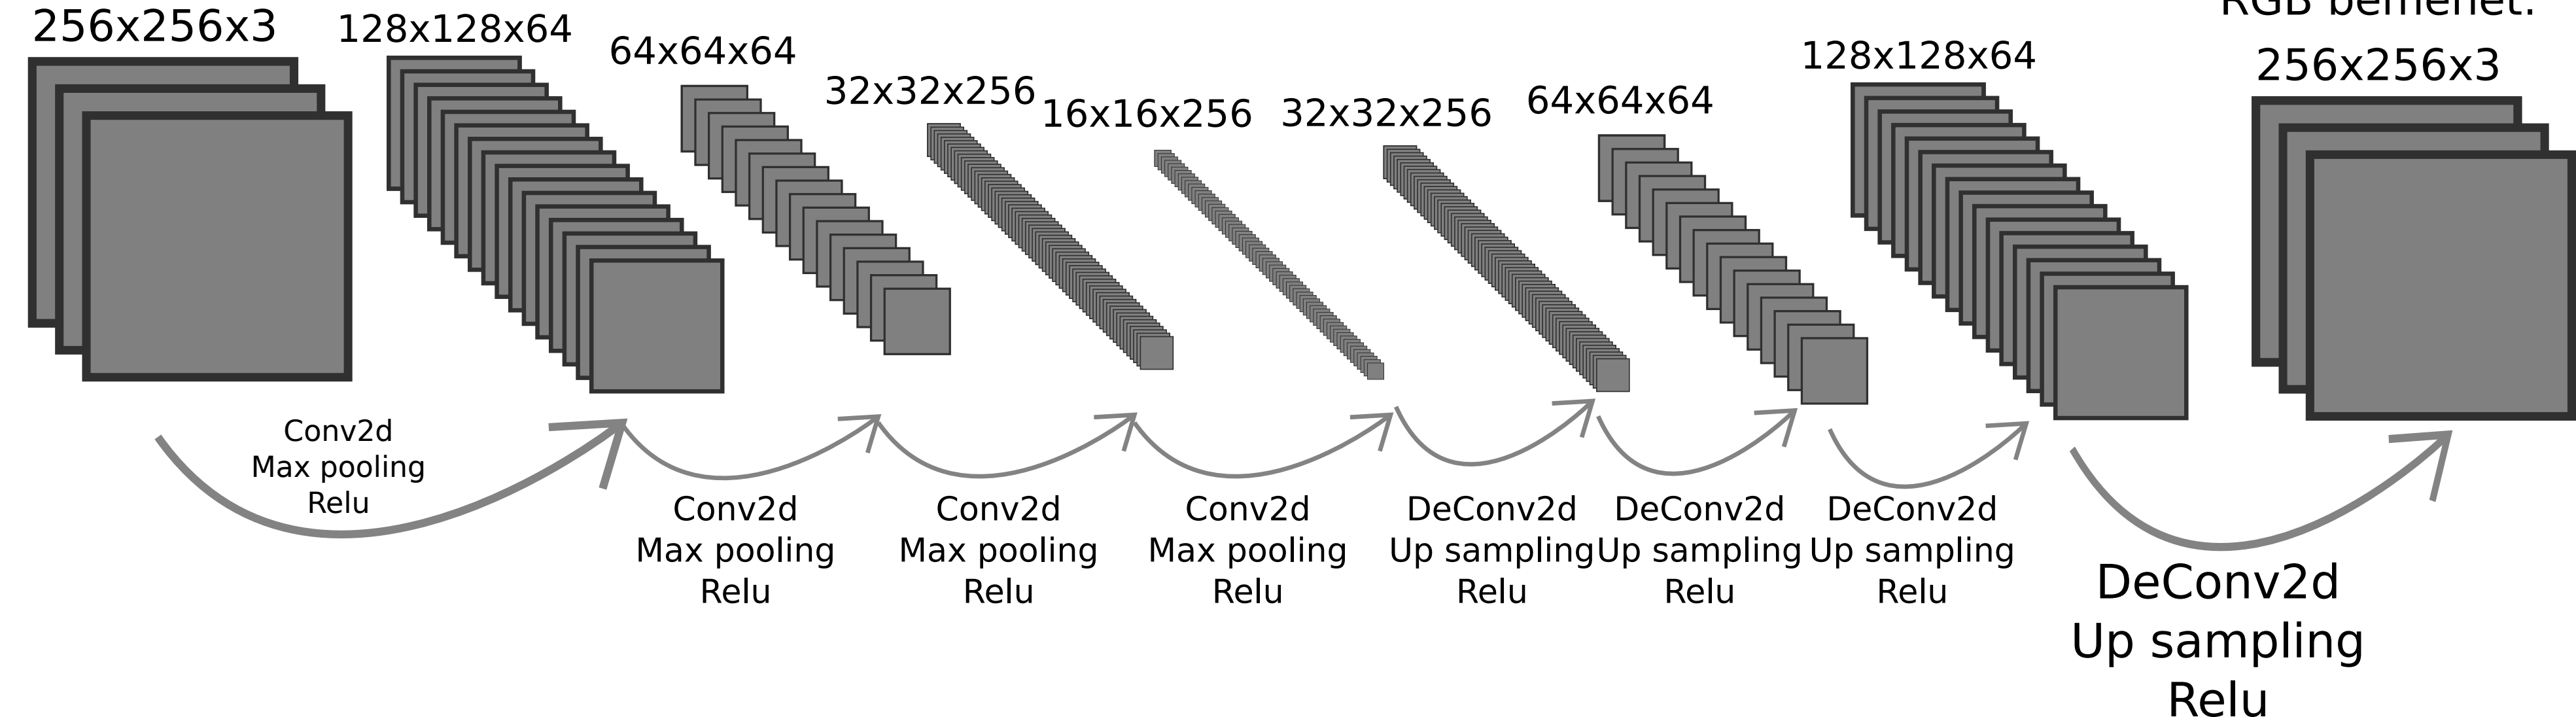 RGB bemenet:
256x256x3
128x128x64
64x64x64
32x32x256
16x16x256
32x32x256
64x64x64
128x128x64
256x256x3
Conv2d
Max pooling
Relu
Conv2d
Max pooling
Relu
Conv2d
Max pooling
Relu
Conv2d
Max pooling
Relu
DeConv2d
Up sampling
Relu
DeConv2d
Up sampling
Relu
DeConv2d
Up sampling
Relu
DeConv2d
Up sampling
Relu